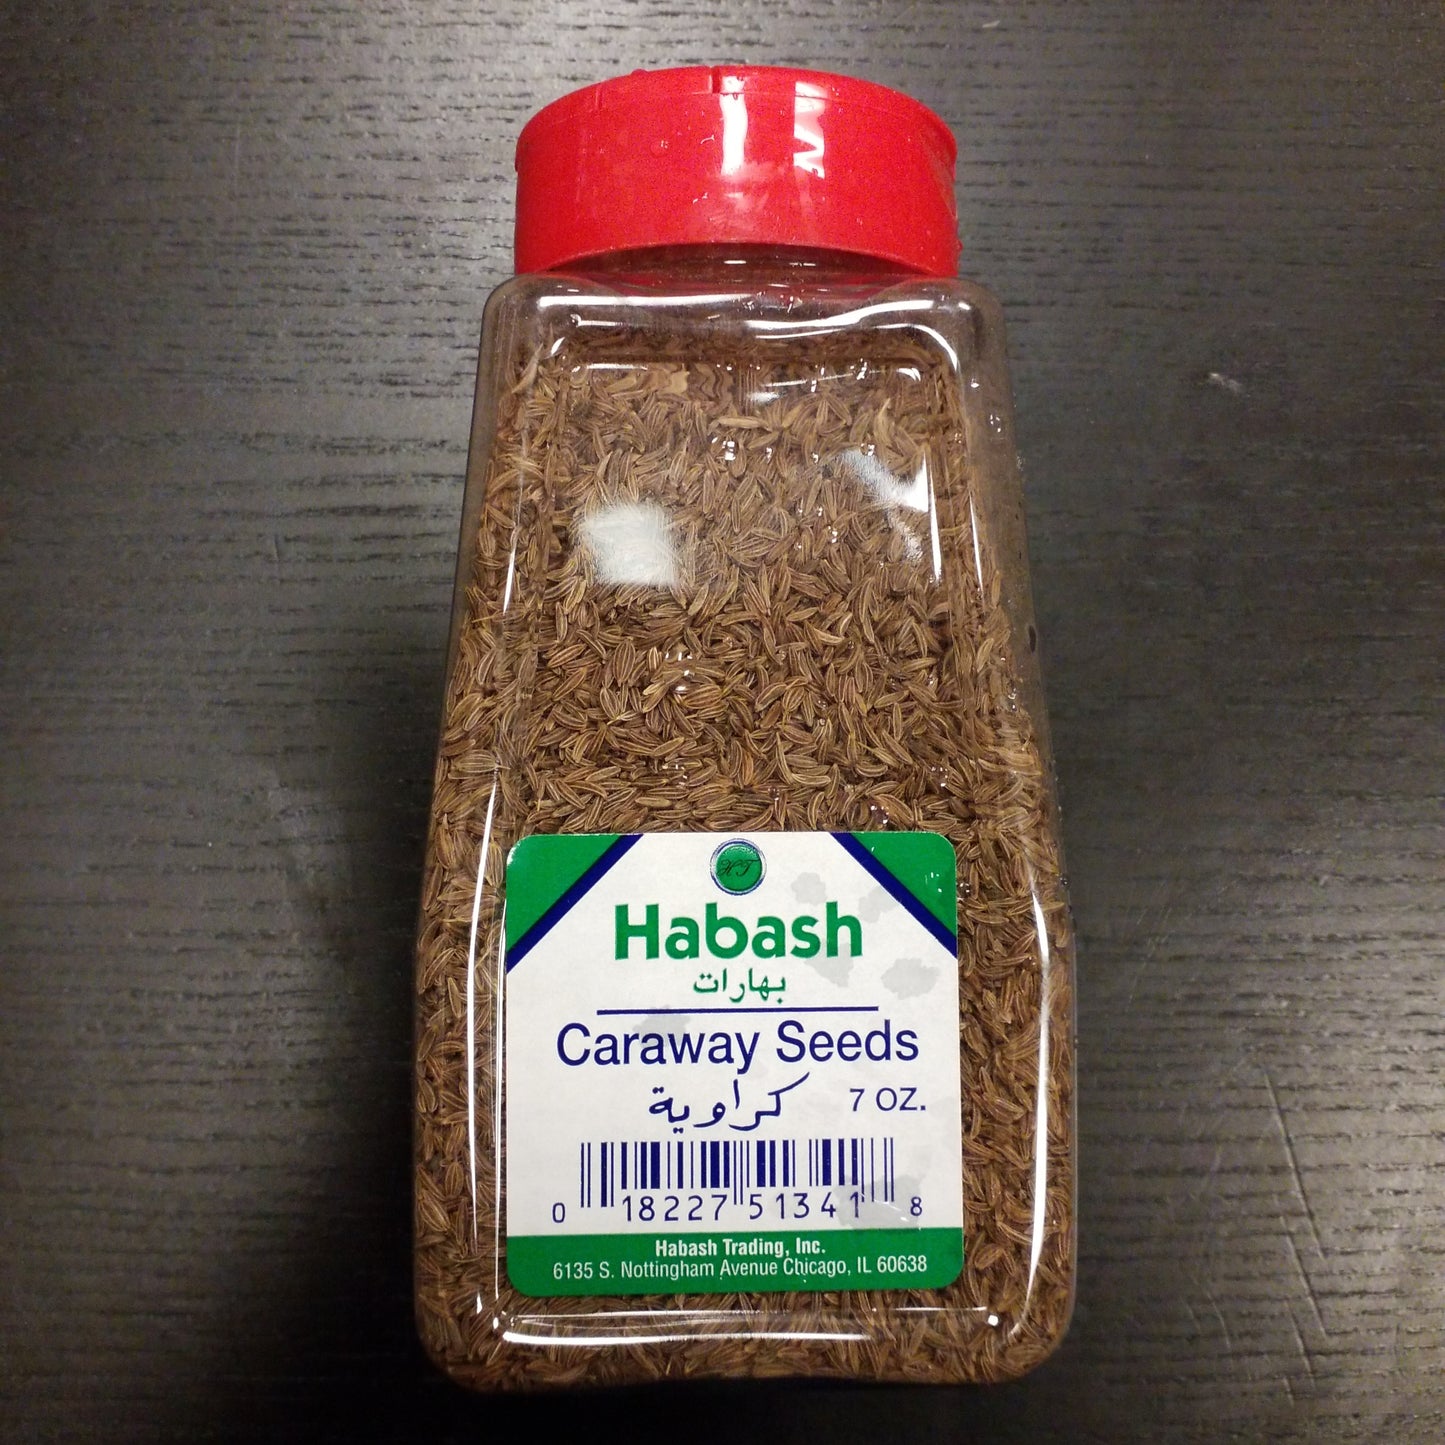 HT
Habash
بهارات
Caraway Seeds
كراوية 7 OZ.
0 18227 51341 8
Habash Trading, Inc.
6135 S. Nottingham Avenue Chicago, IL 60638